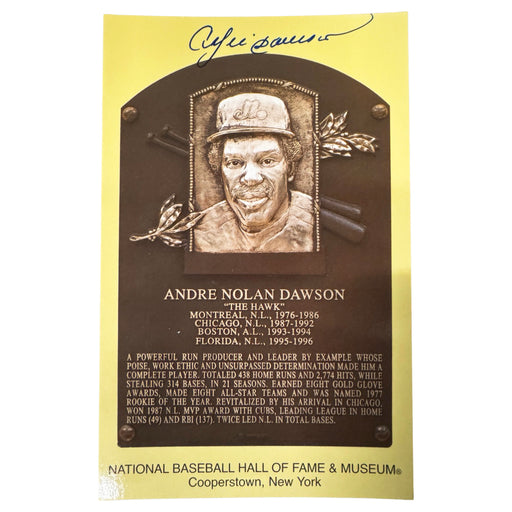 Andre Dawson
ANDRE NOLAN DAWSON
"THE HAWK"
MONTREAL, N.L., 1976-1986
CHICAGO, N.L., 1987-1992
BOSTON, A.L., 1993-1994
FLORIDA, N.L., 1995-1996
A POWERFUL RUN PRODUCER AND LEADER BY EXAMPLE WHOSE
POISE, WORK ETHIC AND UNSURPASSED DETERMINATION MADE HIM A
COMPLETE PLAYER. TOTALED 438 HOME RUNS AND 2,774 HITS, WHILE
STEALING 314 BASES, IN 21 SEASONS. EARNED EIGHT GOLD GLOVE
AWARDS, MADE EIGHT ALL-STAR TEAMS AND WAS NAMED 1977
ROOKIE OF THE YEAR. REVITALIZED BY HIS ARRIVAL IN CHICAGO,
WON 1987 N.L. MVP AWARD WITH CUBS, LEADING LEAGUE IN HOME
RUNS (49) AND RBI (137). TWICE LED N.L. IN TOTAL BASES.
NATIONAL BASEBALL HALL OF FAME & MUSEUM®
Cooperstown, New York